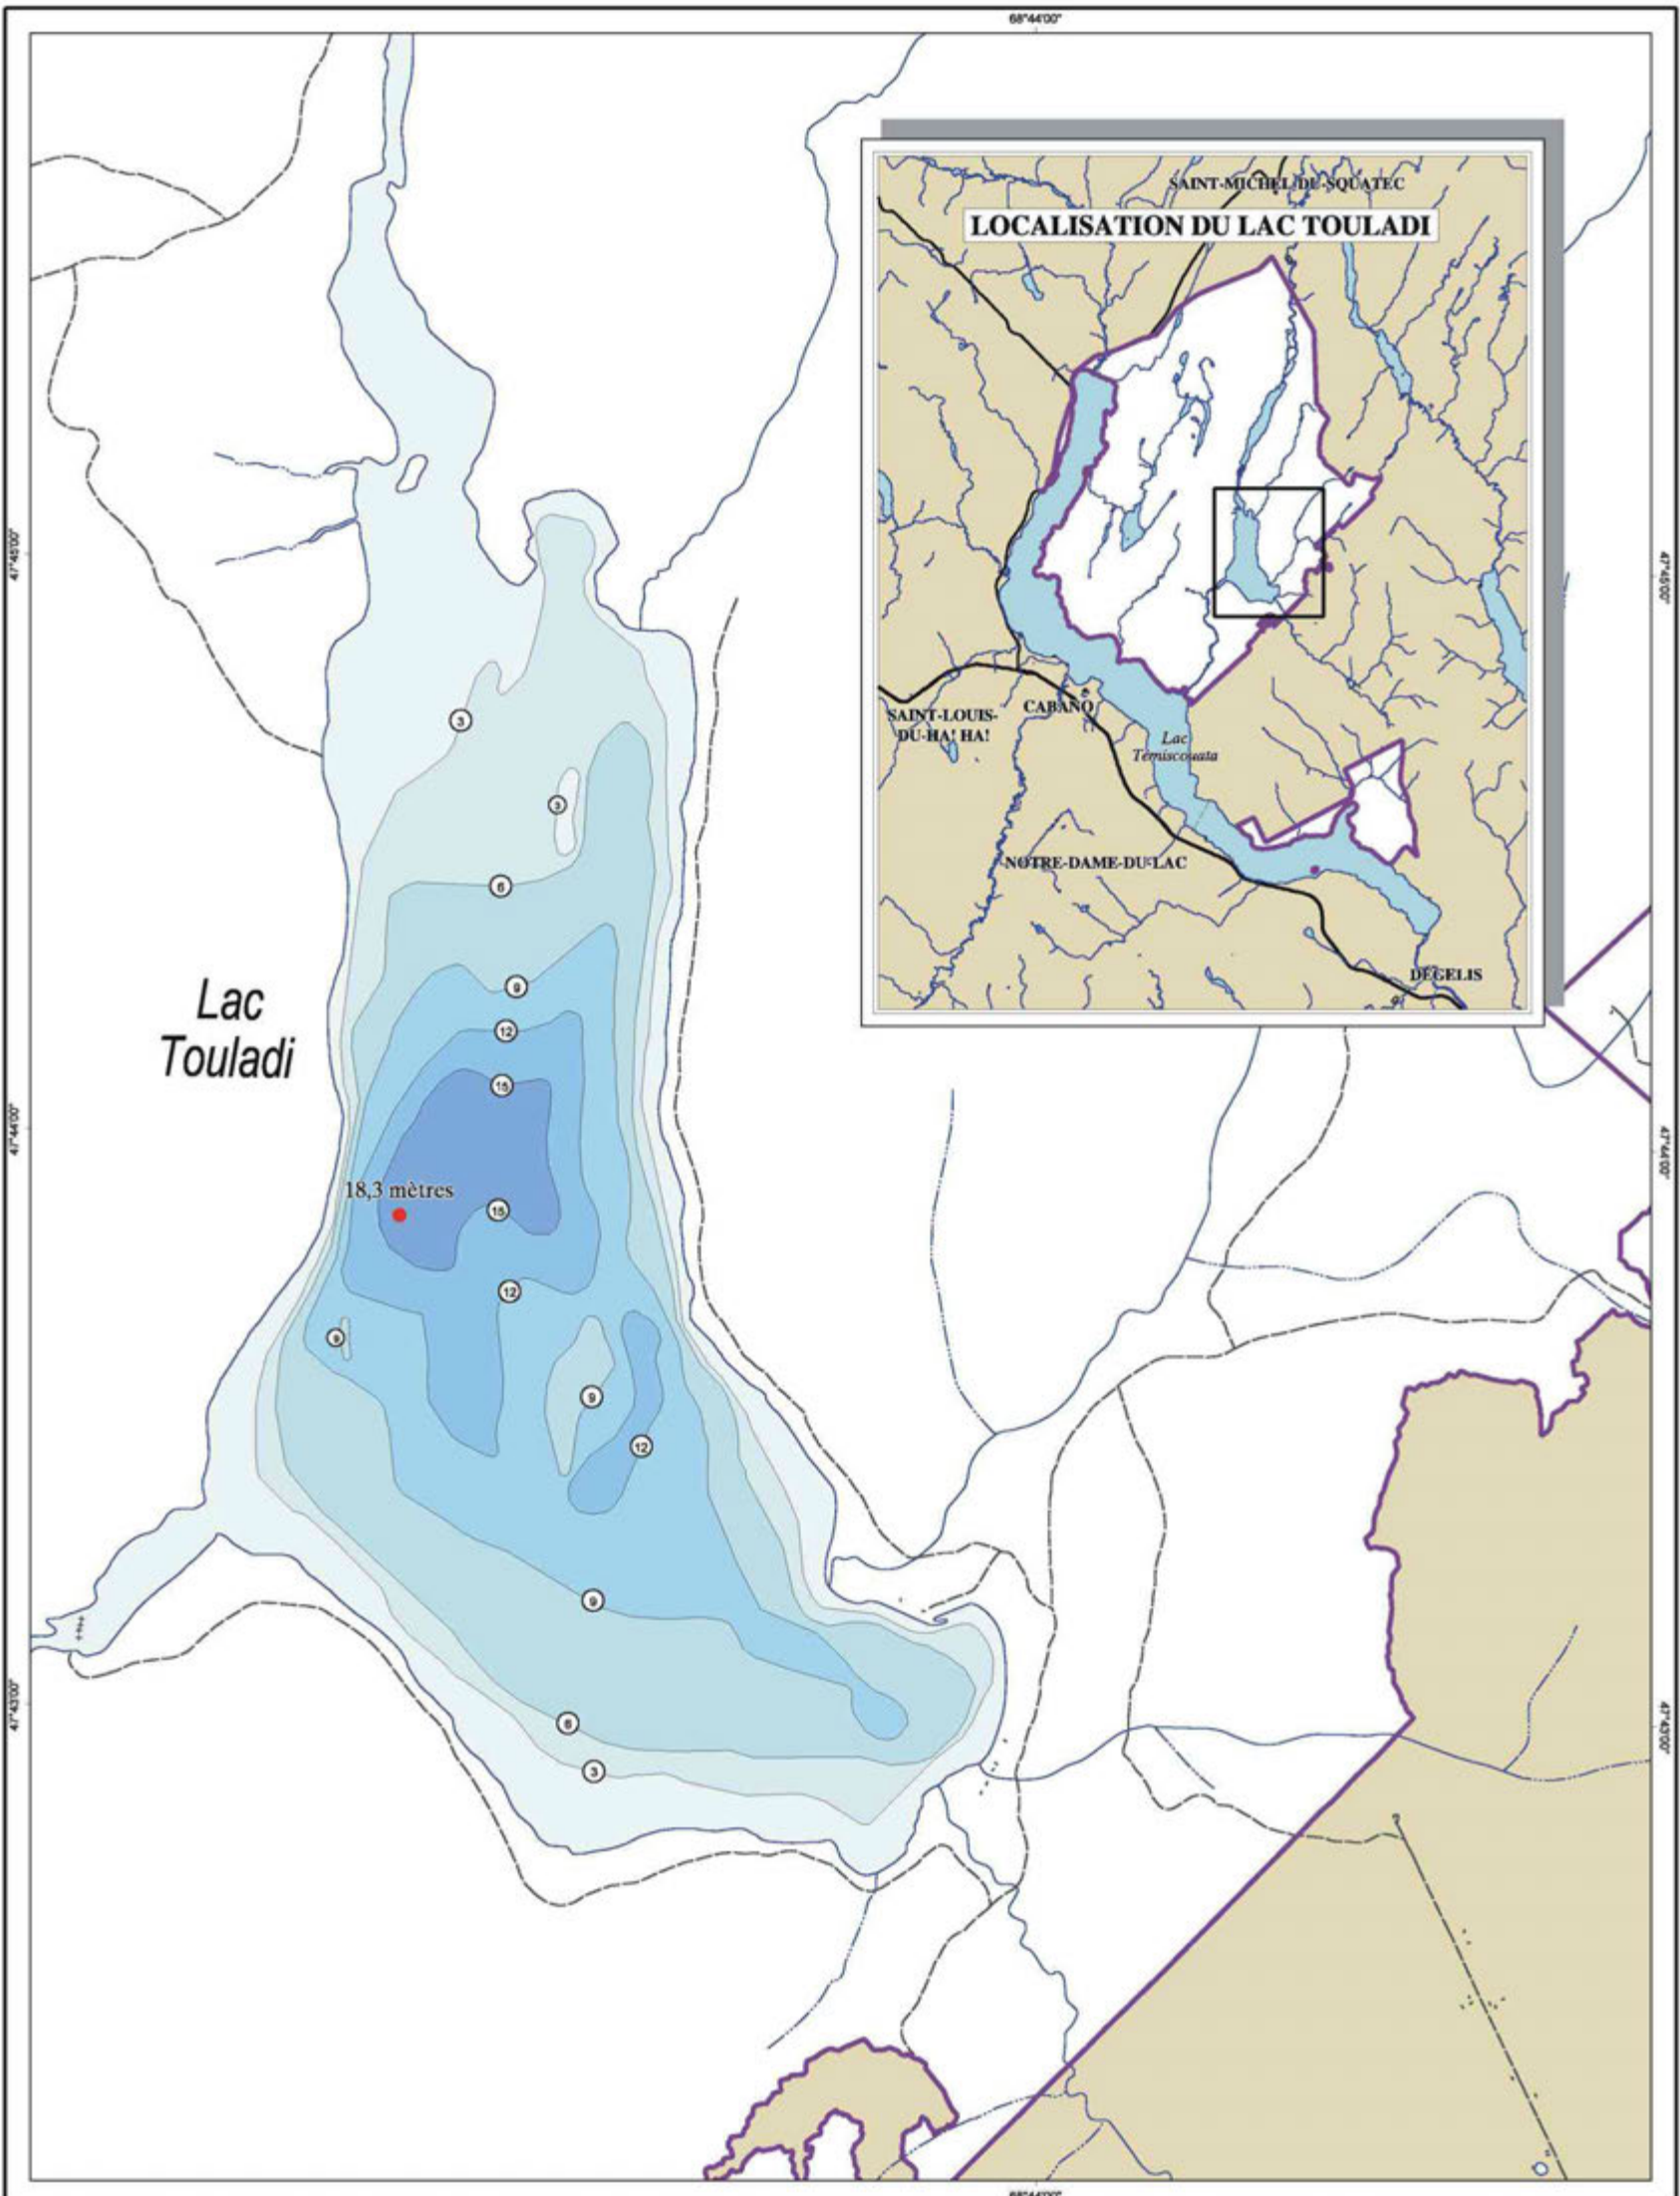 68°44'00"
SAINT-MICHEL-DU-SQUATEC
LOCALISATION DU LAC TOULADI
47°45'00"
47°45'00"
3
SAINT-LOUIS-
DU-HA! HA!
CABANO
Lac
Témiscouata
3
6
NOTRE-DAME-DU-LAC
DÉGELIS
9
Lac
Touladi
12
15
47°44'00"
47°44'00"
18,3 mètres
15
12
9
9
12
9
47°43'00"
47°43'00"
6
3
68°44'00"